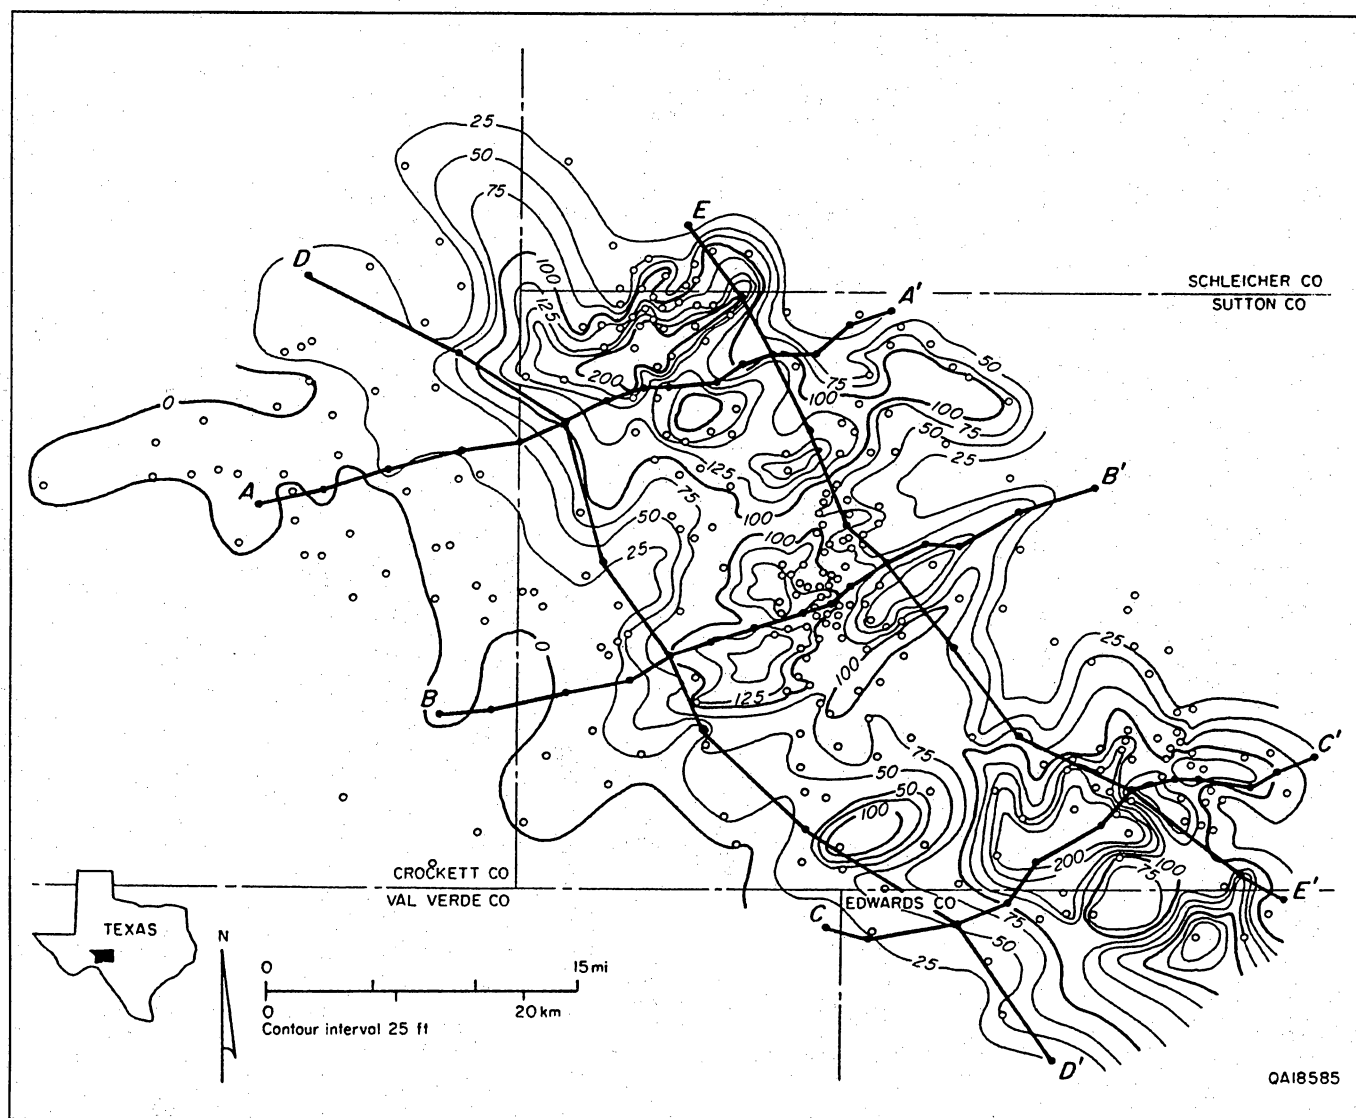 25
50
75
E
D
100
125
SCHLEICHER CO
SUTTON CO
A'
50
200
75
100
100
75
0
50
25
125
B'
75
A
100
50
100
25
0
25
100
B
125
75
C'
50
50
100
200
100
75
CROCKETT CO
VAL VERDE CO
EDWARDS CO
E'
C
75
50
25
TEXAS
N
0
15 mi
0
20 km
Contour interval 25 ft
D'
QA18585